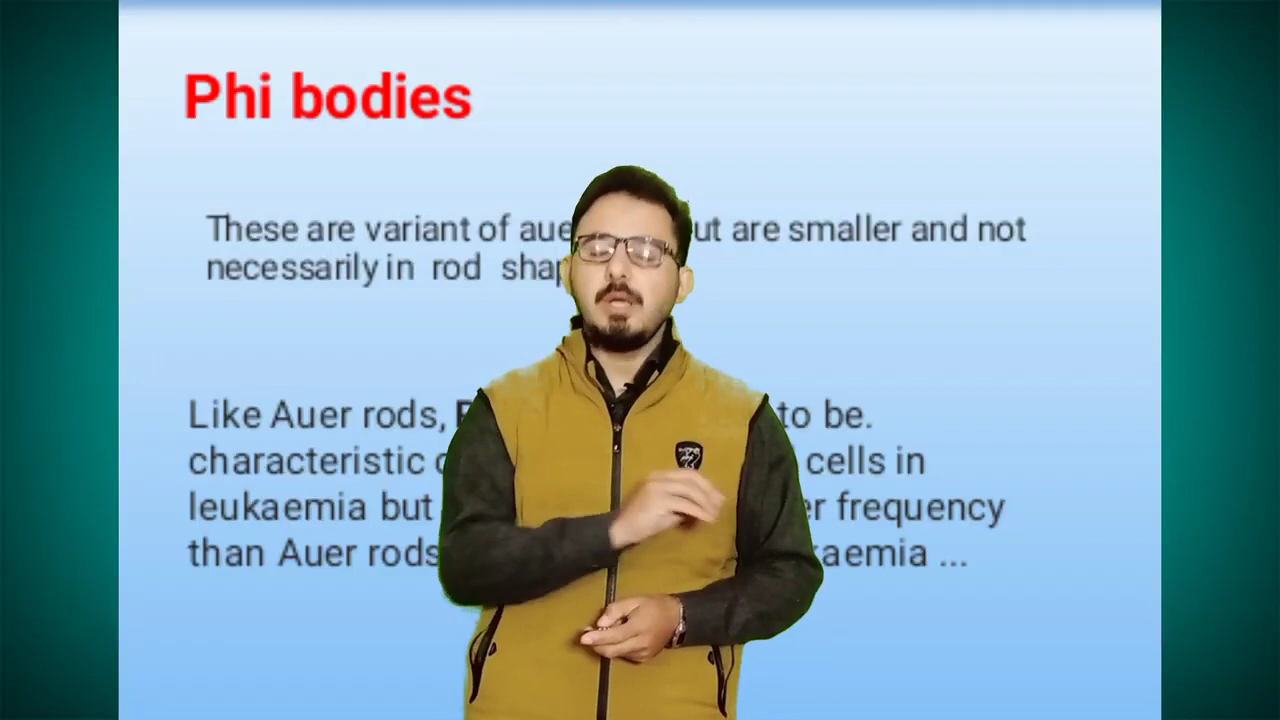 Phi bodies
These are variant of aue ut are smaller and not
necessarily in rod shap
Like Auer rods, to be.
characteristic cells in
leukaemia but er frequency
than Auer rods kaemia ...